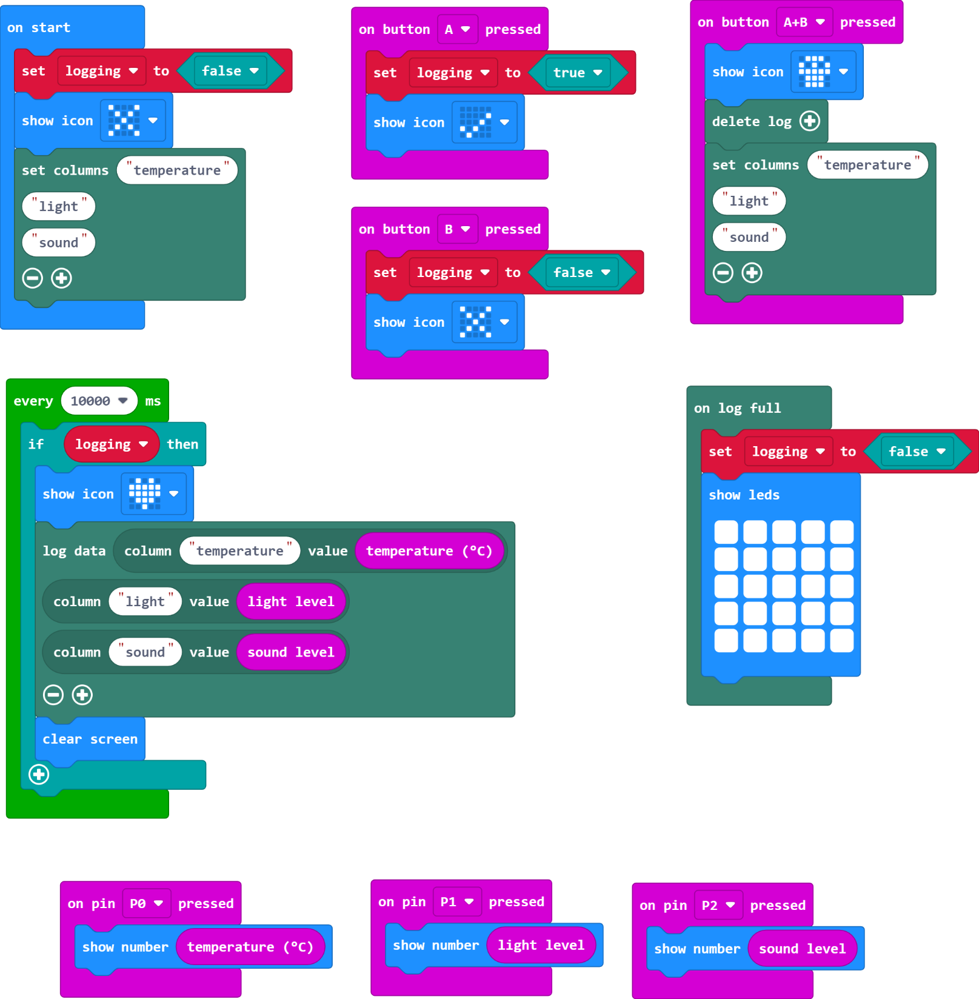 on start
set logging to false
show icon
set columns "temperature"
"light"
"sound"
on button A pressed
set logging to true
show icon
on button B pressed
set logging to false
show icon
on button A+B pressed
show icon
delete log
set columns "temperature"
"light"
"sound"
every 10000 ms
if logging then
show icon
log data column "temperature" value temperature (°C)
column "light" value light level
column "sound" value sound level
clear screen
on log full
set logging to false
show leds
on pin P0 pressed
show number temperature (°C)
on pin P1 pressed
show number light level
on pin P2 pressed
show number sound level